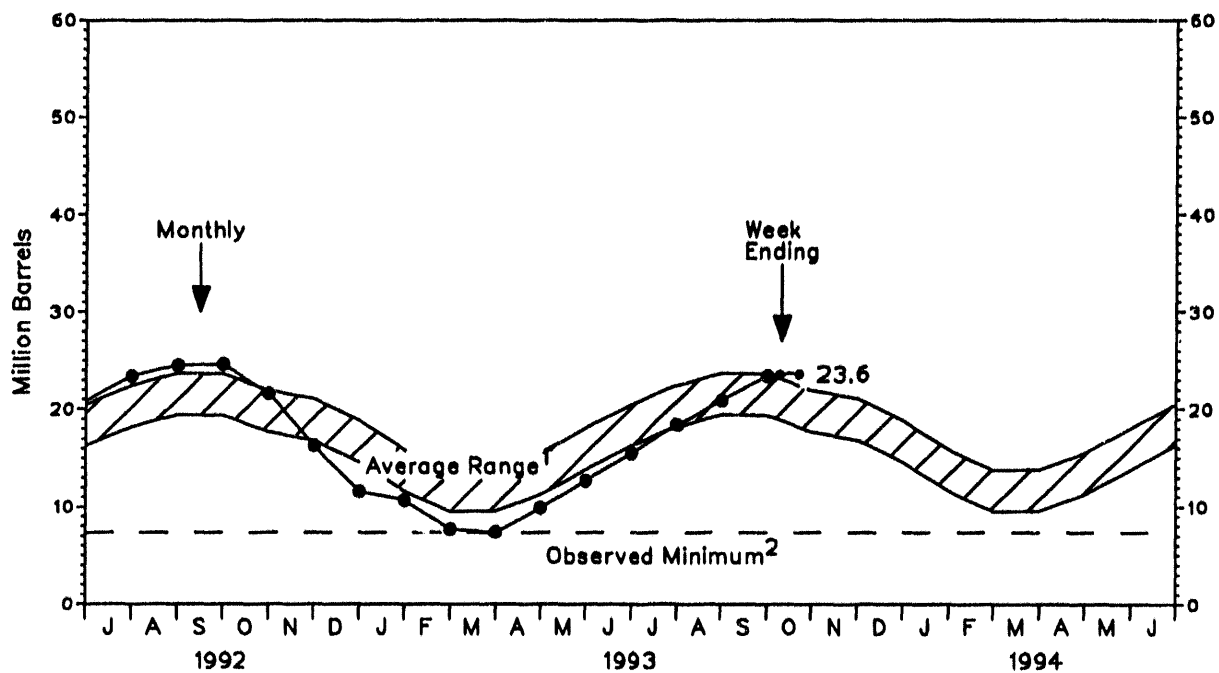 60
50
40
30
20
10
0
Million Barrels
60
50
40
30
20
10
0
Monthly
Week
Ending
23.6
Average Range1
Observed Minimum2
J A S O N D J F M A M J J A S O N D J F M A M J
1992 1993 1994